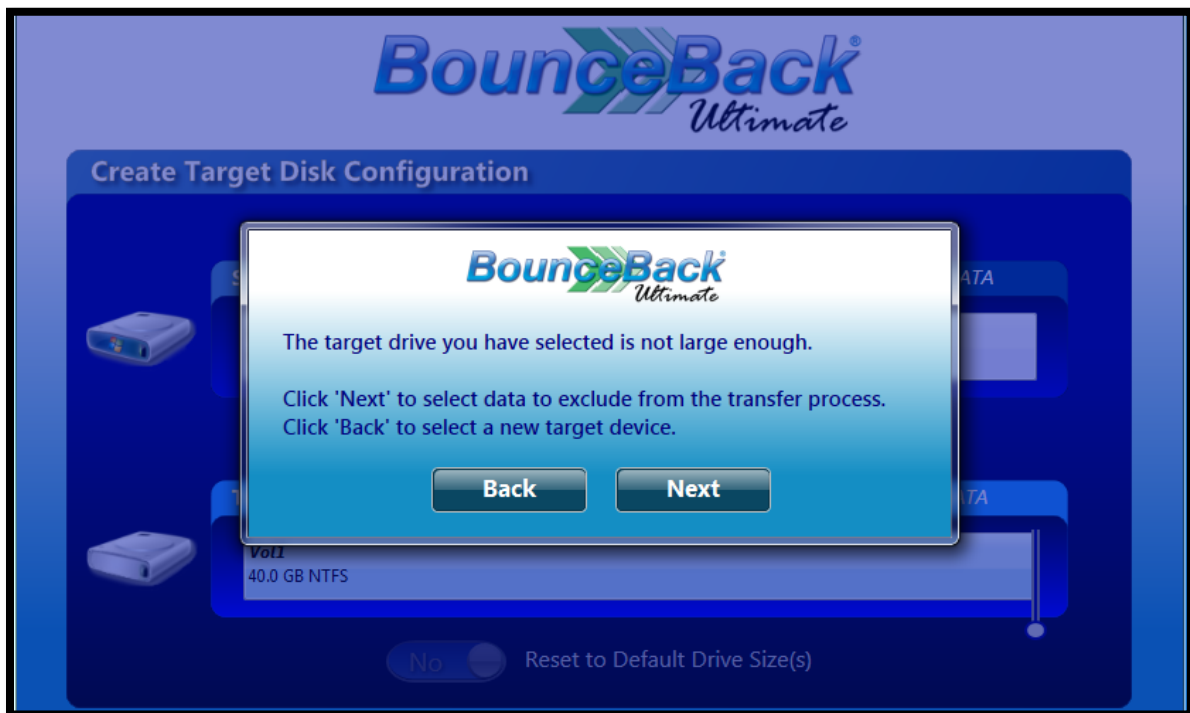 BounceBack®
Ultimate
Create Target Disk Configuration
S
ATA
BounceBack®
Ultimate
The target drive you have selected is not large enough.
Click 'Next' to select data to exclude from the transfer process.
Click 'Back' to select a new target device.
Back
Next
T
TA
Vol1
40.0 GB NTFS
No
Reset to Default Drive Size(s)